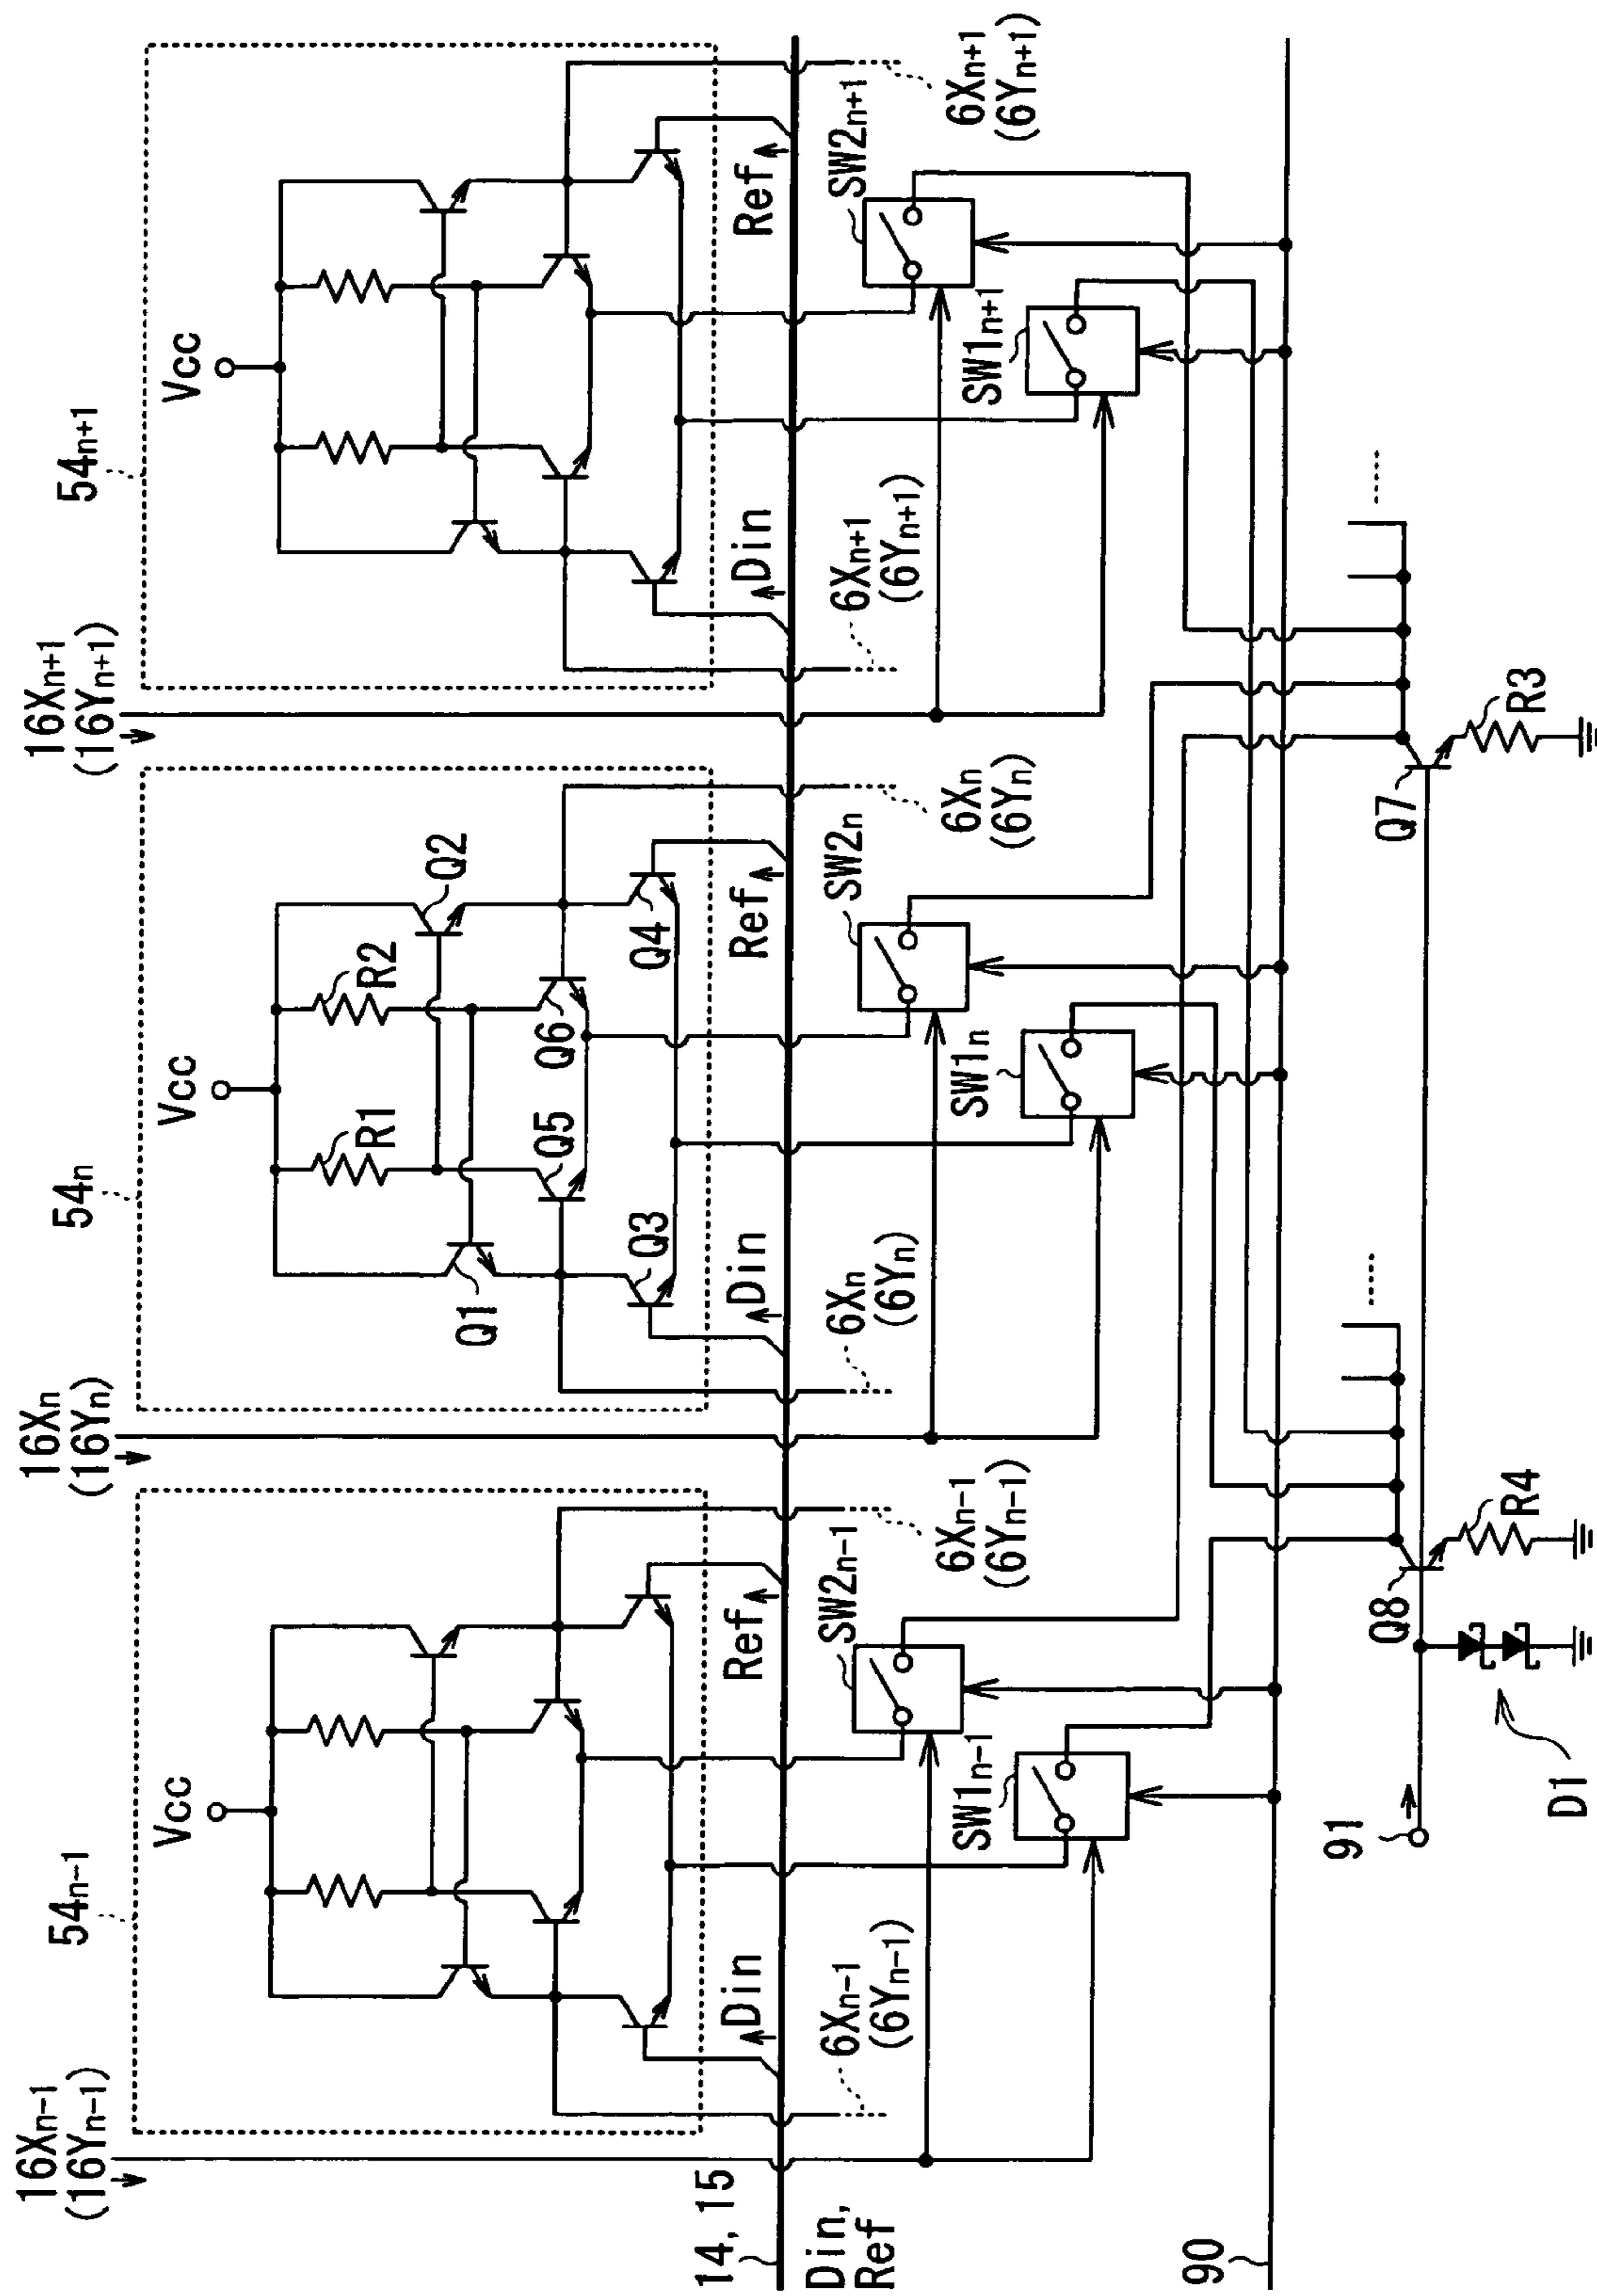 16Xn-1
(16Yn-1)
54n-1
Vcc
16Xn
(16Yn)
54n
Vcc
R1
R2
Q1
Q2
Q5
Q6
Q3
Q4
16Xn+1
(16Yn+1)
54n+1
Vcc
14, 15
Din
Ref
Din
Ref
Din
Ref
Din,
Ref
6Xn-1
(6Yn-1)
SW2n-1
6Xn-1
(6Yn-1)
6Xn
(6Yn)
SW2n
6Xn
(6Yn)
6Xn+1
(6Yn+1)
SW2n+1
6Xn+1
(6Yn+1)
SW1n-1
SW1n
SW1n+1
90
91
Q8
R4
Q7
R3
D1